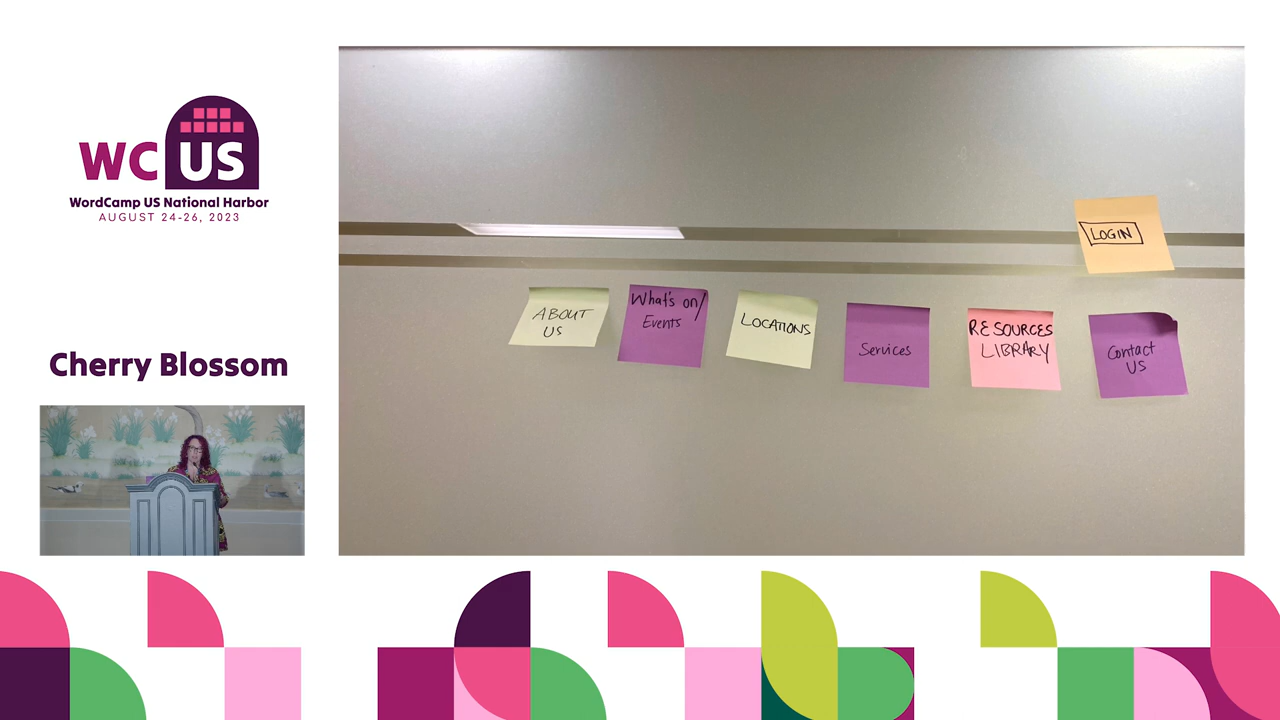 WC US
WordCamp US National Harbor
AUGUST 24-26, 2023
Cherry Blossom
LOGIN
ABOUT
US
What's on/
Events
LOCATIONS
Services
RESOURCES
LIBRARY
Contact
US